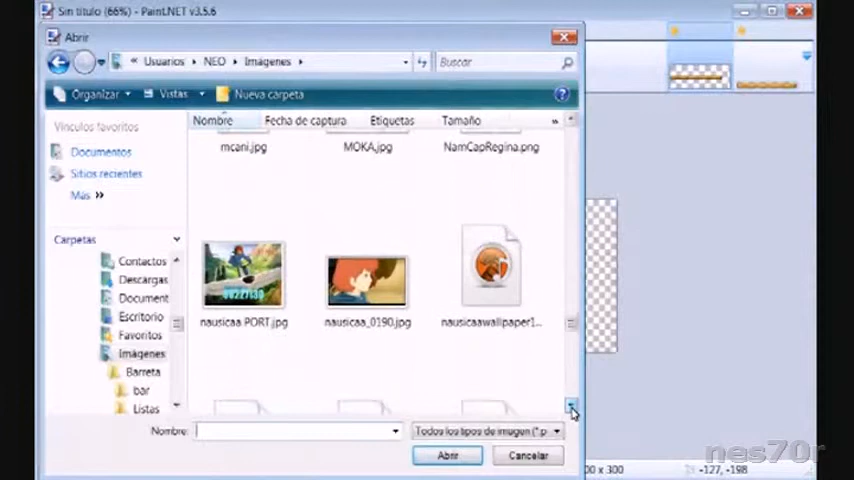 Sin título (66%) - Paint.NET v3.5.6
Abrir
« Usuarios › NEO › Imágenes ›
Buscar
Organizar
Vistas
Nueva carpeta
?
Vínculos favoritos
Documentos
Sitios recientes
Más »
Carpetas
Contactos
Descargas
Document
Escritorio
Favoritos
Imágenes
Barreta
bar
Listas
Nombre
Fecha de captura
Etiquetas
Tamaño
»
mcani.jpg
MOKA.jpg
NamCapRegina.png
nausicaa PORT.jpg
nausicaa_0190.jpg
nausicaawallpaper1...
Nombre:
Todos los tipos de imagen (*.p
Abrir
Cancelar
nes70r
00 x 300
-127, -198